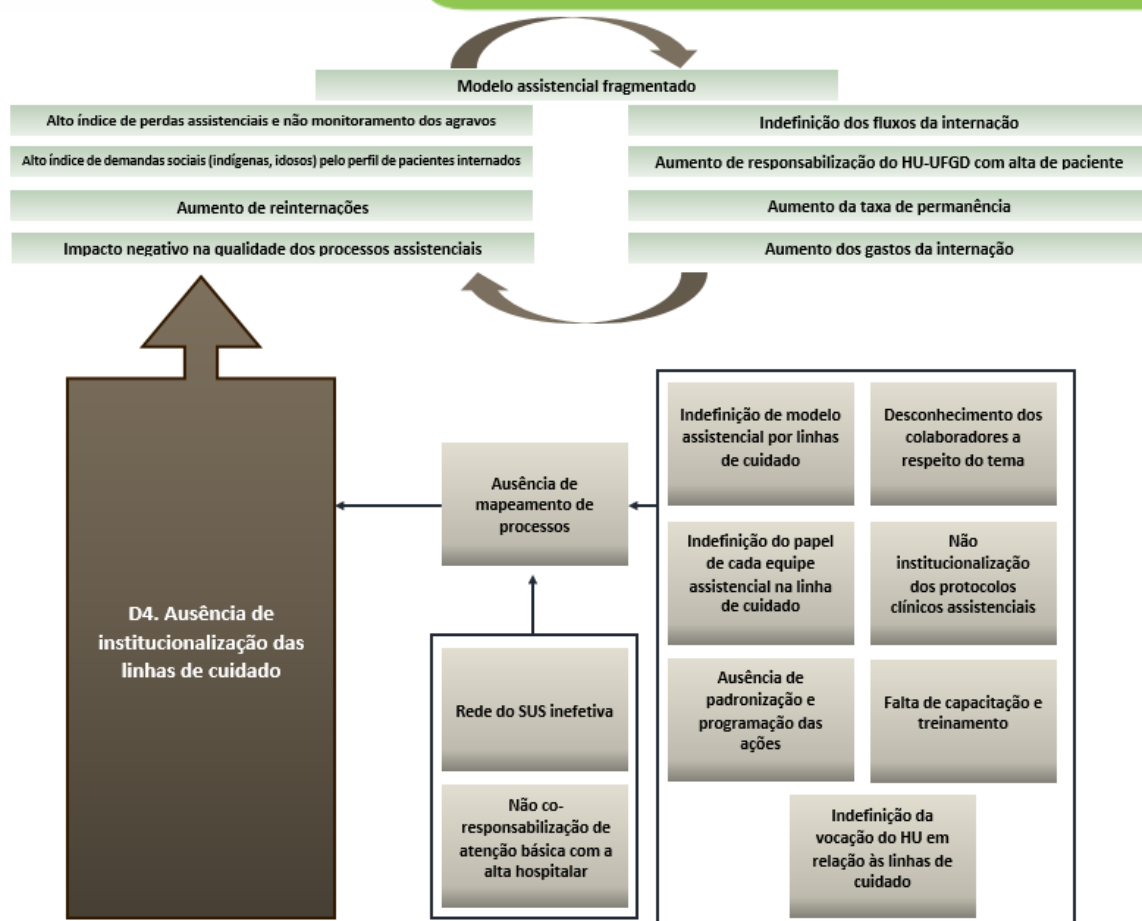 Modelo assistencial fragmentado
Alto índice de perdas assistenciais e não monitoramento dos agravos
Alto índice de demandas sociais (indígenas, idosos) pelo perfil de pacientes internados
Aumento de reinternações
Impacto negativo na qualidade dos processos assistenciais
Indefinição dos fluxos da internação
Aumento de responsabilização do HU-UFGD com alta de paciente
Aumento da taxa de permanência
Aumento dos gastos da internação
D4. Ausência de
institucionalização das
linhas de cuidado
Ausência de
mapeamento de
processos
Rede do SUS inefetiva
Não co-
responsabilização de
atenção básica com a
alta hospitalar
Indefinição de modelo
assistencial por linhas
de cuidado
Desconhecimento dos
colaboradores a
respeito do tema
Indefinição do papel
de cada equipe
assistencial na linha
de cuidado
Não
institucionalização
dos protocolos
clínicos assistenciais
Ausência de
padronização e
programação das
ações
Falta de capacitação e
treinamento
Indefinição da
vocação do HU em
relação às linhas de
cuidado